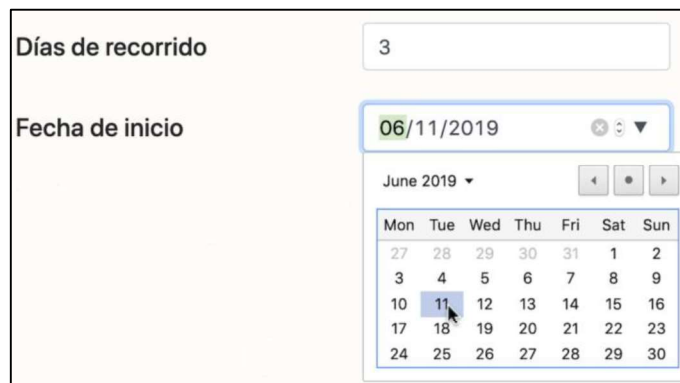 Días de recorrido 3
Fecha de inicio 06/11/2019
June 2019
Mon Tue Wed Thu Fri Sat Sun
27 28 29 30 31 1 2
3 4 5 6 7 8 9
10 11 12 13 14 15 16
17 18 19 20 21 22 23
24 25 26 27 28 29 30